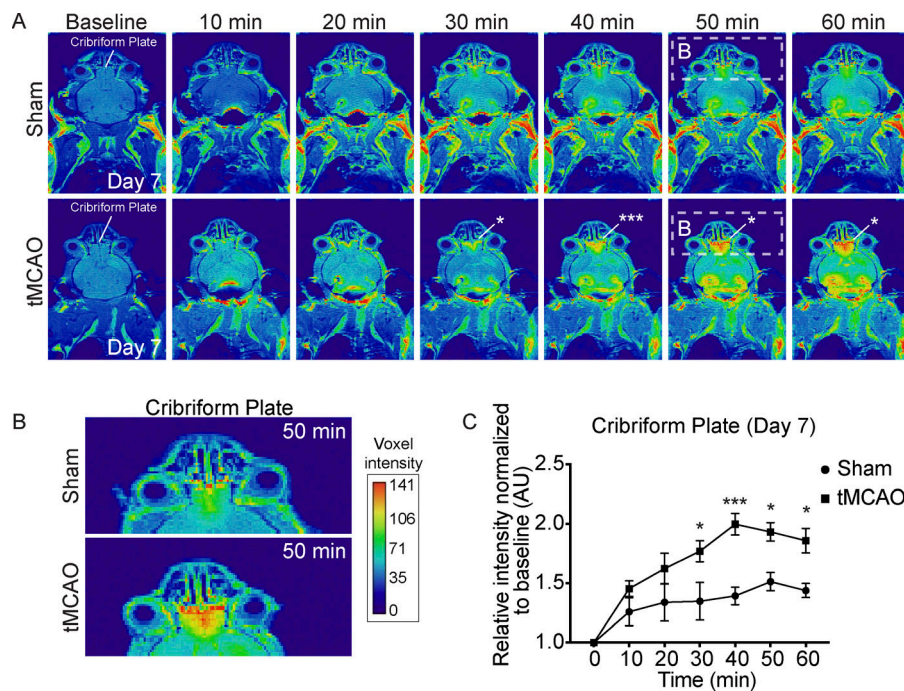 A
Baseline 10 min 20 min 30 min 40 min 50 min 60 min
Sham
Cribriform Plate
B
Day 7
tMCAO
Cribriform Plate
* *** B * *
Day 7
B
Cribriform Plate
Sham
50 min
tMCAO
50 min
Voxel
intensity
141
106
71
35
0
C
Cribriform Plate (Day 7)
Relative intensity normalized
to baseline (AU)
2.5
2.0
1.5
1.0
Sham
tMCAO
* *** * *
0 10 20 30 40 50 60
Time (min)